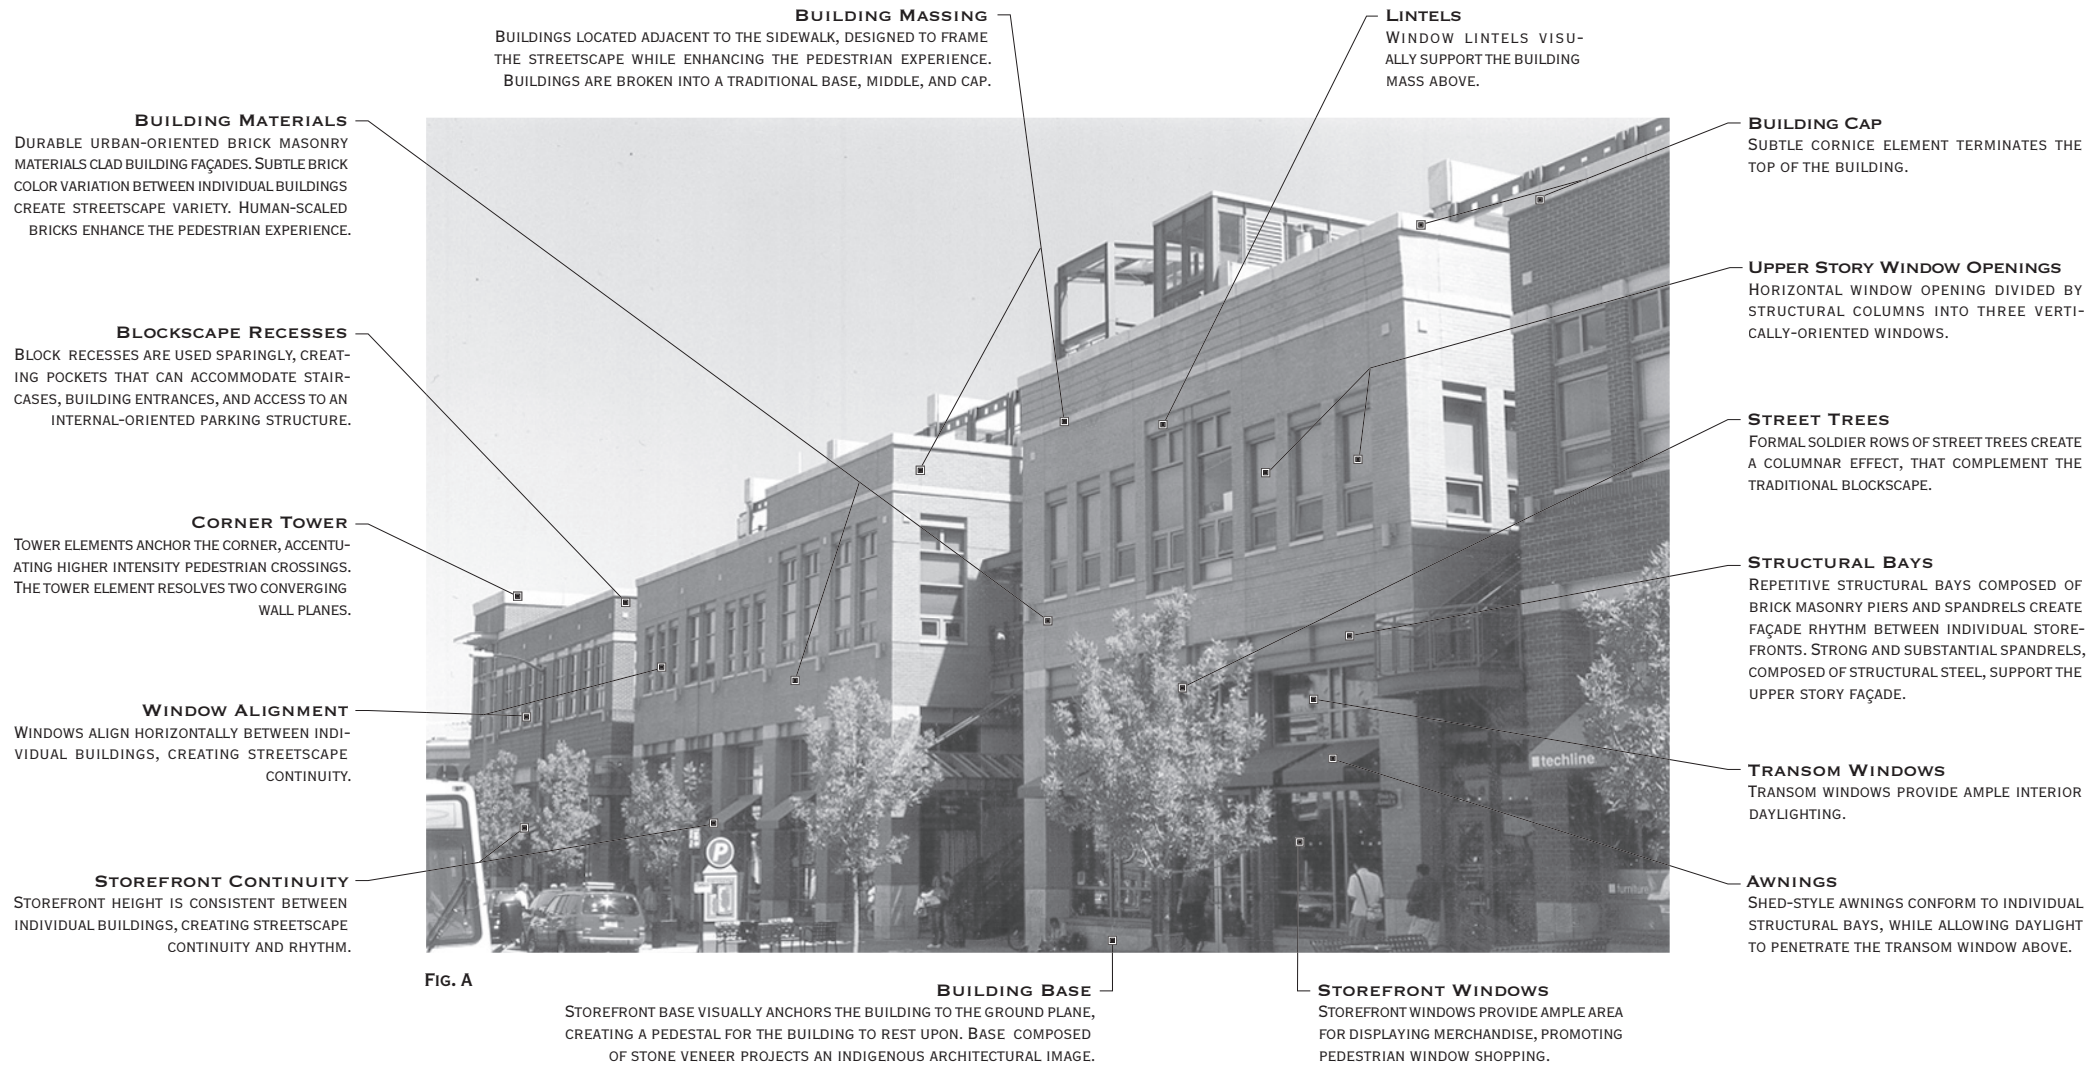 Building Massing
Buildings located adjacent to the sidewalk, designed to frame
the streetscape while enhancing the pedestrian experience.
Buildings are broken into a traditional base, middle, and cap.
Lintels
Window lintels visu-
ally support the building
mass above.
Building Materials
Durable urban-oriented brick masonry
materials clad building façades. Subtle brick
color variation between individual buildings
create streetscape variety. Human-scaled
bricks enhance the pedestrian experience.
Building Cap
Subtle cornice element terminates the
top of the building.
Upper Story Window Openings
Horizontal window opening divided by
structural columns into three verti-
cally-oriented windows.
Blockscape Recesses
Block recesses are used sparingly, creat-
ing pockets that can accommodate stair-
cases, building entrances, and access to an
internal-oriented parking structure.
Street Trees
Formal soldier rows of street trees create
a columnar effect, that complement the
traditional blockscape.
Corner Tower
Tower elements anchor the corner, accentu-
ating higher intensity pedestrian crossings.
The tower element resolves two converging
wall planes.
Structural Bays
Repetitive structural bays composed of
brick masonry piers and spandrels create
façade rhythm between individual store-
fronts. Strong and substantial spandrels,
composed of structural steel, support the
upper story façade.
Window Alignment
Windows align horizontally between indi-
vidual buildings, creating streetscape
continuity.
techline
Transom Windows
Transom windows provide ample interior
daylighting.
P
Storefront Continuity
Storefront height is consistent between
individual buildings, creating streetscape
continuity and rhythm.
furniture
Awnings
Shed-style awnings conform to individual
structural bays, while allowing daylight
to penetrate the transom window above.
Fig. A
Building Base
Storefront base visually anchors the building to the ground plane,
creating a pedestal for the building to rest upon. Base composed
of stone veneer projects an indigenous architectural image.
Storefront Windows
Storefront windows provide ample area
for displaying merchandise, promoting
pedestrian window shopping.